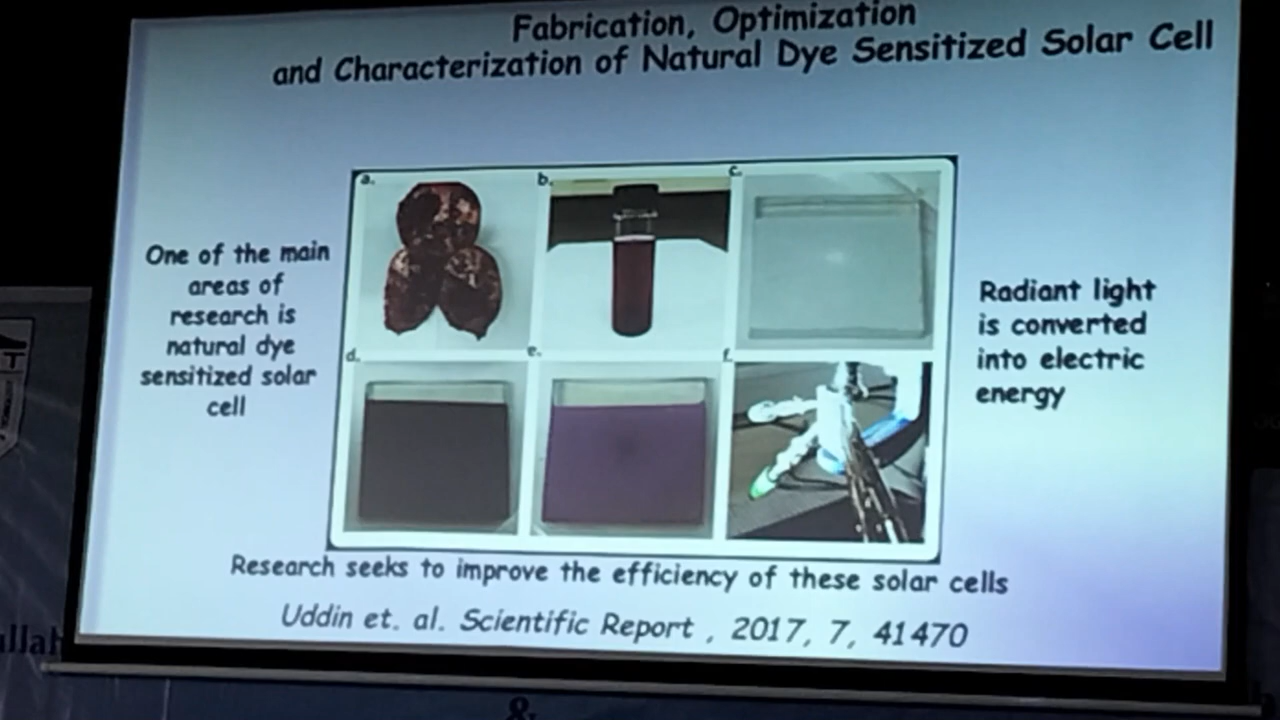 Fabrication, Optimization
and Characterization of Natural Dye Sensitized Solar Cell
a.
b.
c.
d.
e.
f.
One of the main
areas of
research is
natural dye
sensitized solar
cell
Radiant light
is converted
into electric
energy
Research seeks to improve the efficiency of these solar cells
Uddin et. al. Scientific Report , 2017, 7, 41470
T
ullah
&